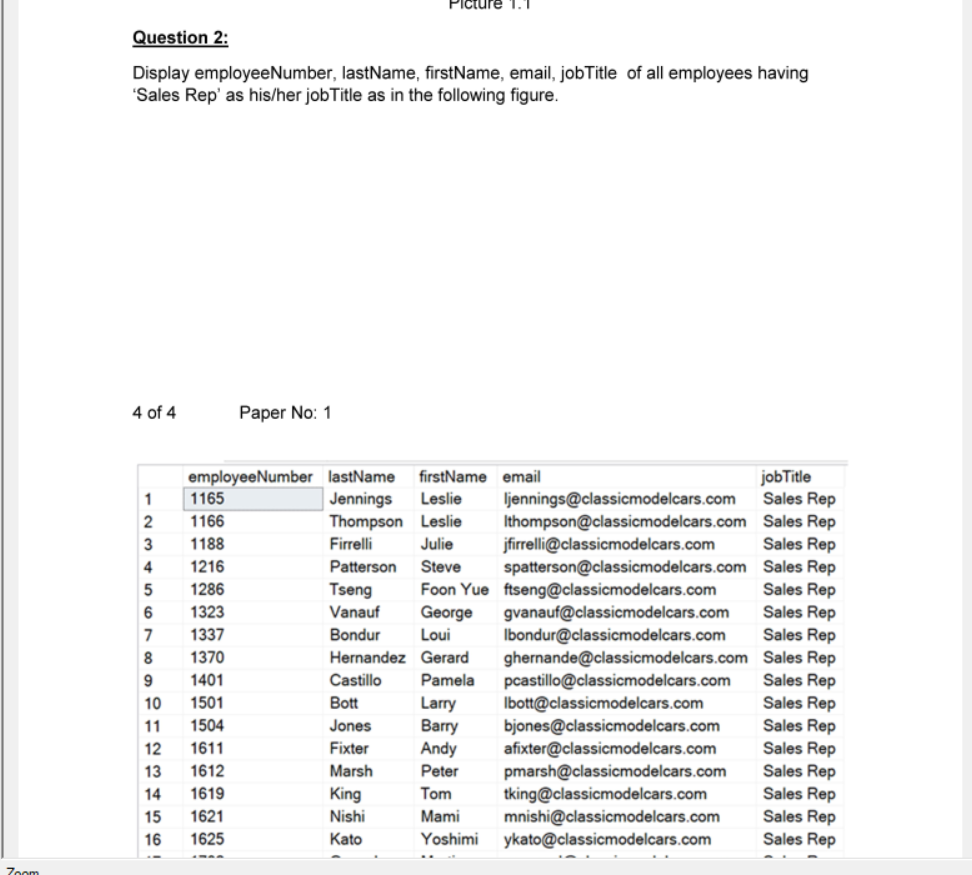 Picture 1.1
Question 2:
Display employeeNumber, lastName, firstName, email, jobTitle of all employees having
‘Sales Rep’ as his/her jobTitle as in the following figure.
4 of 4 Paper No: 1
employeeNumber lastName firstName email jobTitle
1 1165 Jennings Leslie ljennings@classicmodelcars.com Sales Rep
2 1166 Thompson Leslie lthompson@classicmodelcars.com Sales Rep
3 1188 Firrelli Julie jfirrelli@classicmodelcars.com Sales Rep
4 1216 Patterson Steve spatterson@classicmodelcars.com Sales Rep
5 1286 Tseng Foon Yue ftseng@classicmodelcars.com Sales Rep
6 1323 Vanauf George gvanauf@classicmodelcars.com Sales Rep
7 1337 Bondur Loui lbondur@classicmodelcars.com Sales Rep
8 1370 Hernandez Gerard ghernande@classicmodelcars.com Sales Rep
9 1401 Castillo Pamela pcastillo@classicmodelcars.com Sales Rep
10 1501 Bott Larry lbott@classicmodelcars.com Sales Rep
11 1504 Jones Barry bjones@classicmodelcars.com Sales Rep
12 1611 Fixter Andy afixter@classicmodelcars.com Sales Rep
13 1612 Marsh Peter pmarsh@classicmodelcars.com Sales Rep
14 1619 King Tom tking@classicmodelcars.com Sales Rep
15 1621 Nishi Mami mnishi@classicmodelcars.com Sales Rep
16 1625 Kato Yoshimi ykato@classicmodelcars.com Sales Rep
Zoom